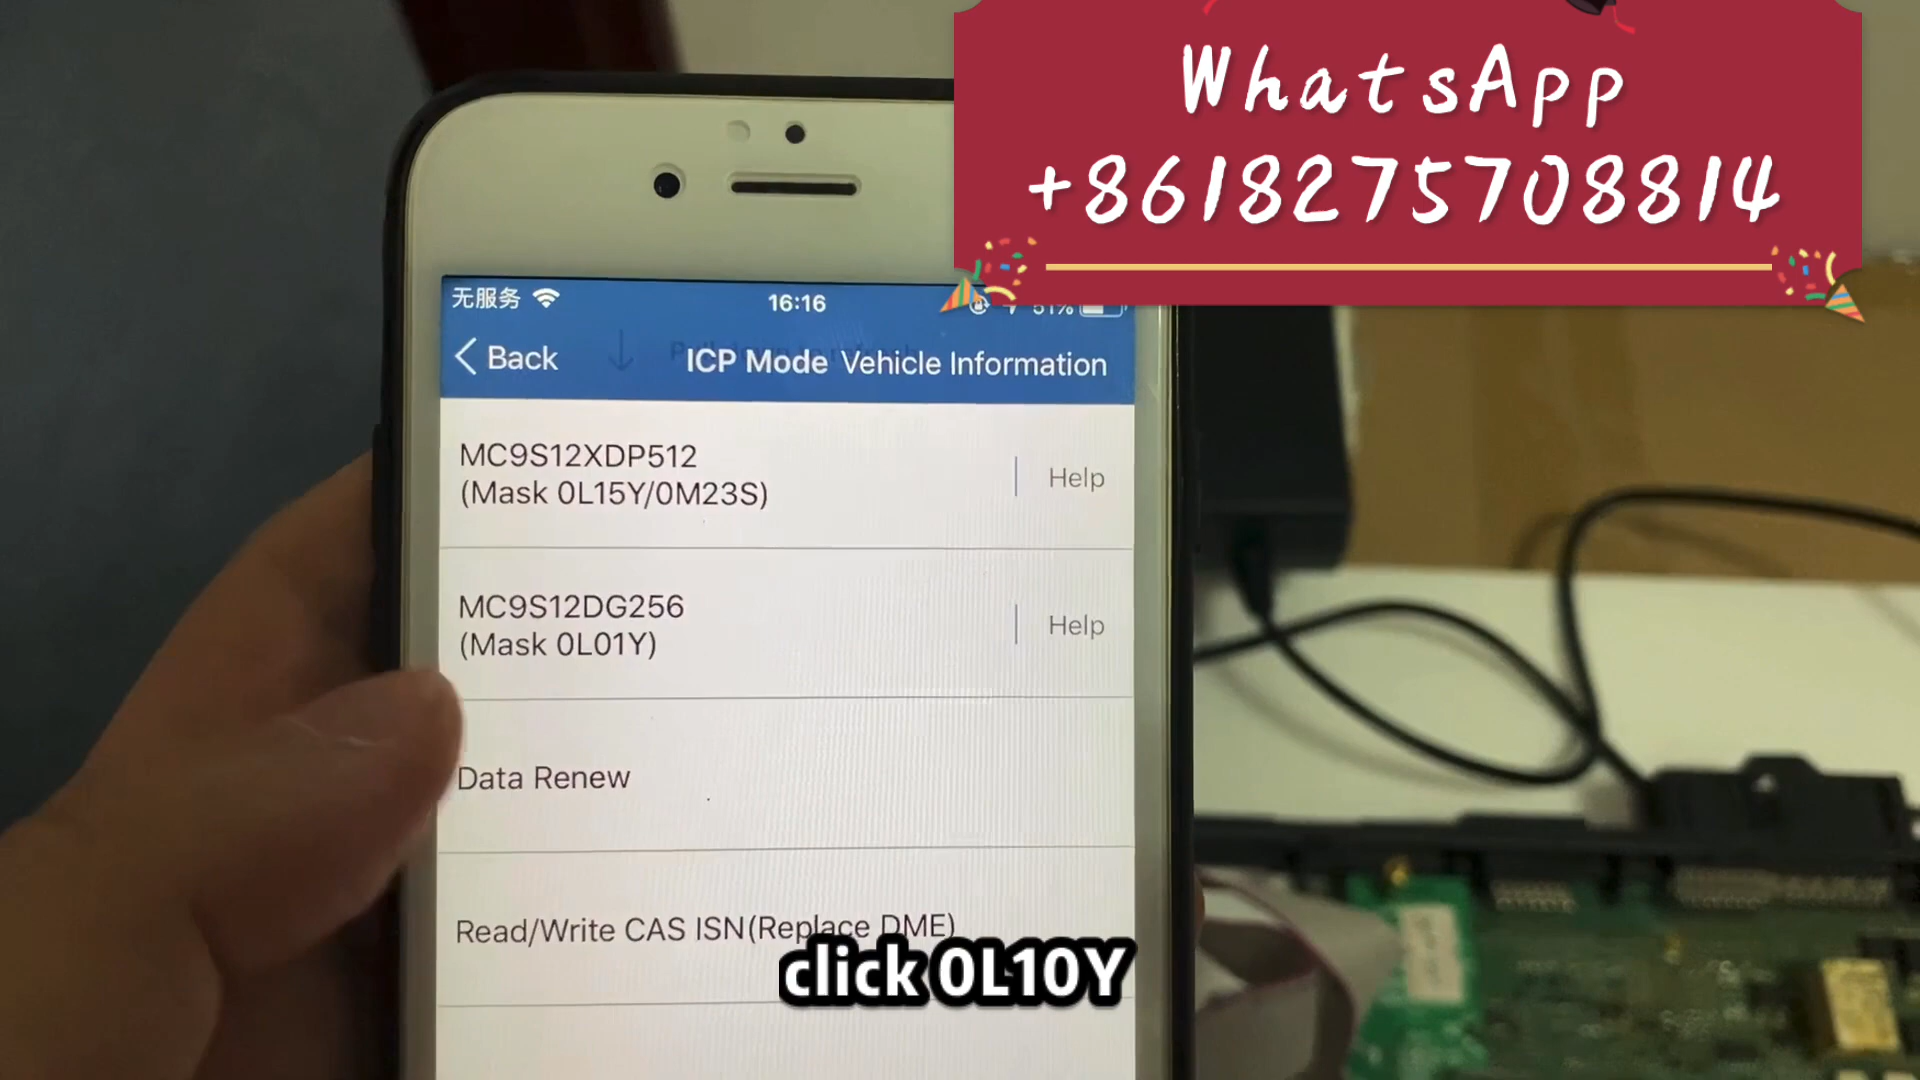 WhatsApp
+8618275708814
无服务
16:16
51%
Back
ICP Mode Vehicle Information
MC9S12XDP512
(Mask 0L15Y/0M23S)
Help
MC9S12DG256
(Mask 0L01Y)
Help
Data Renew
Read/Write CAS ISN(Replace DME)
click 0L10Y